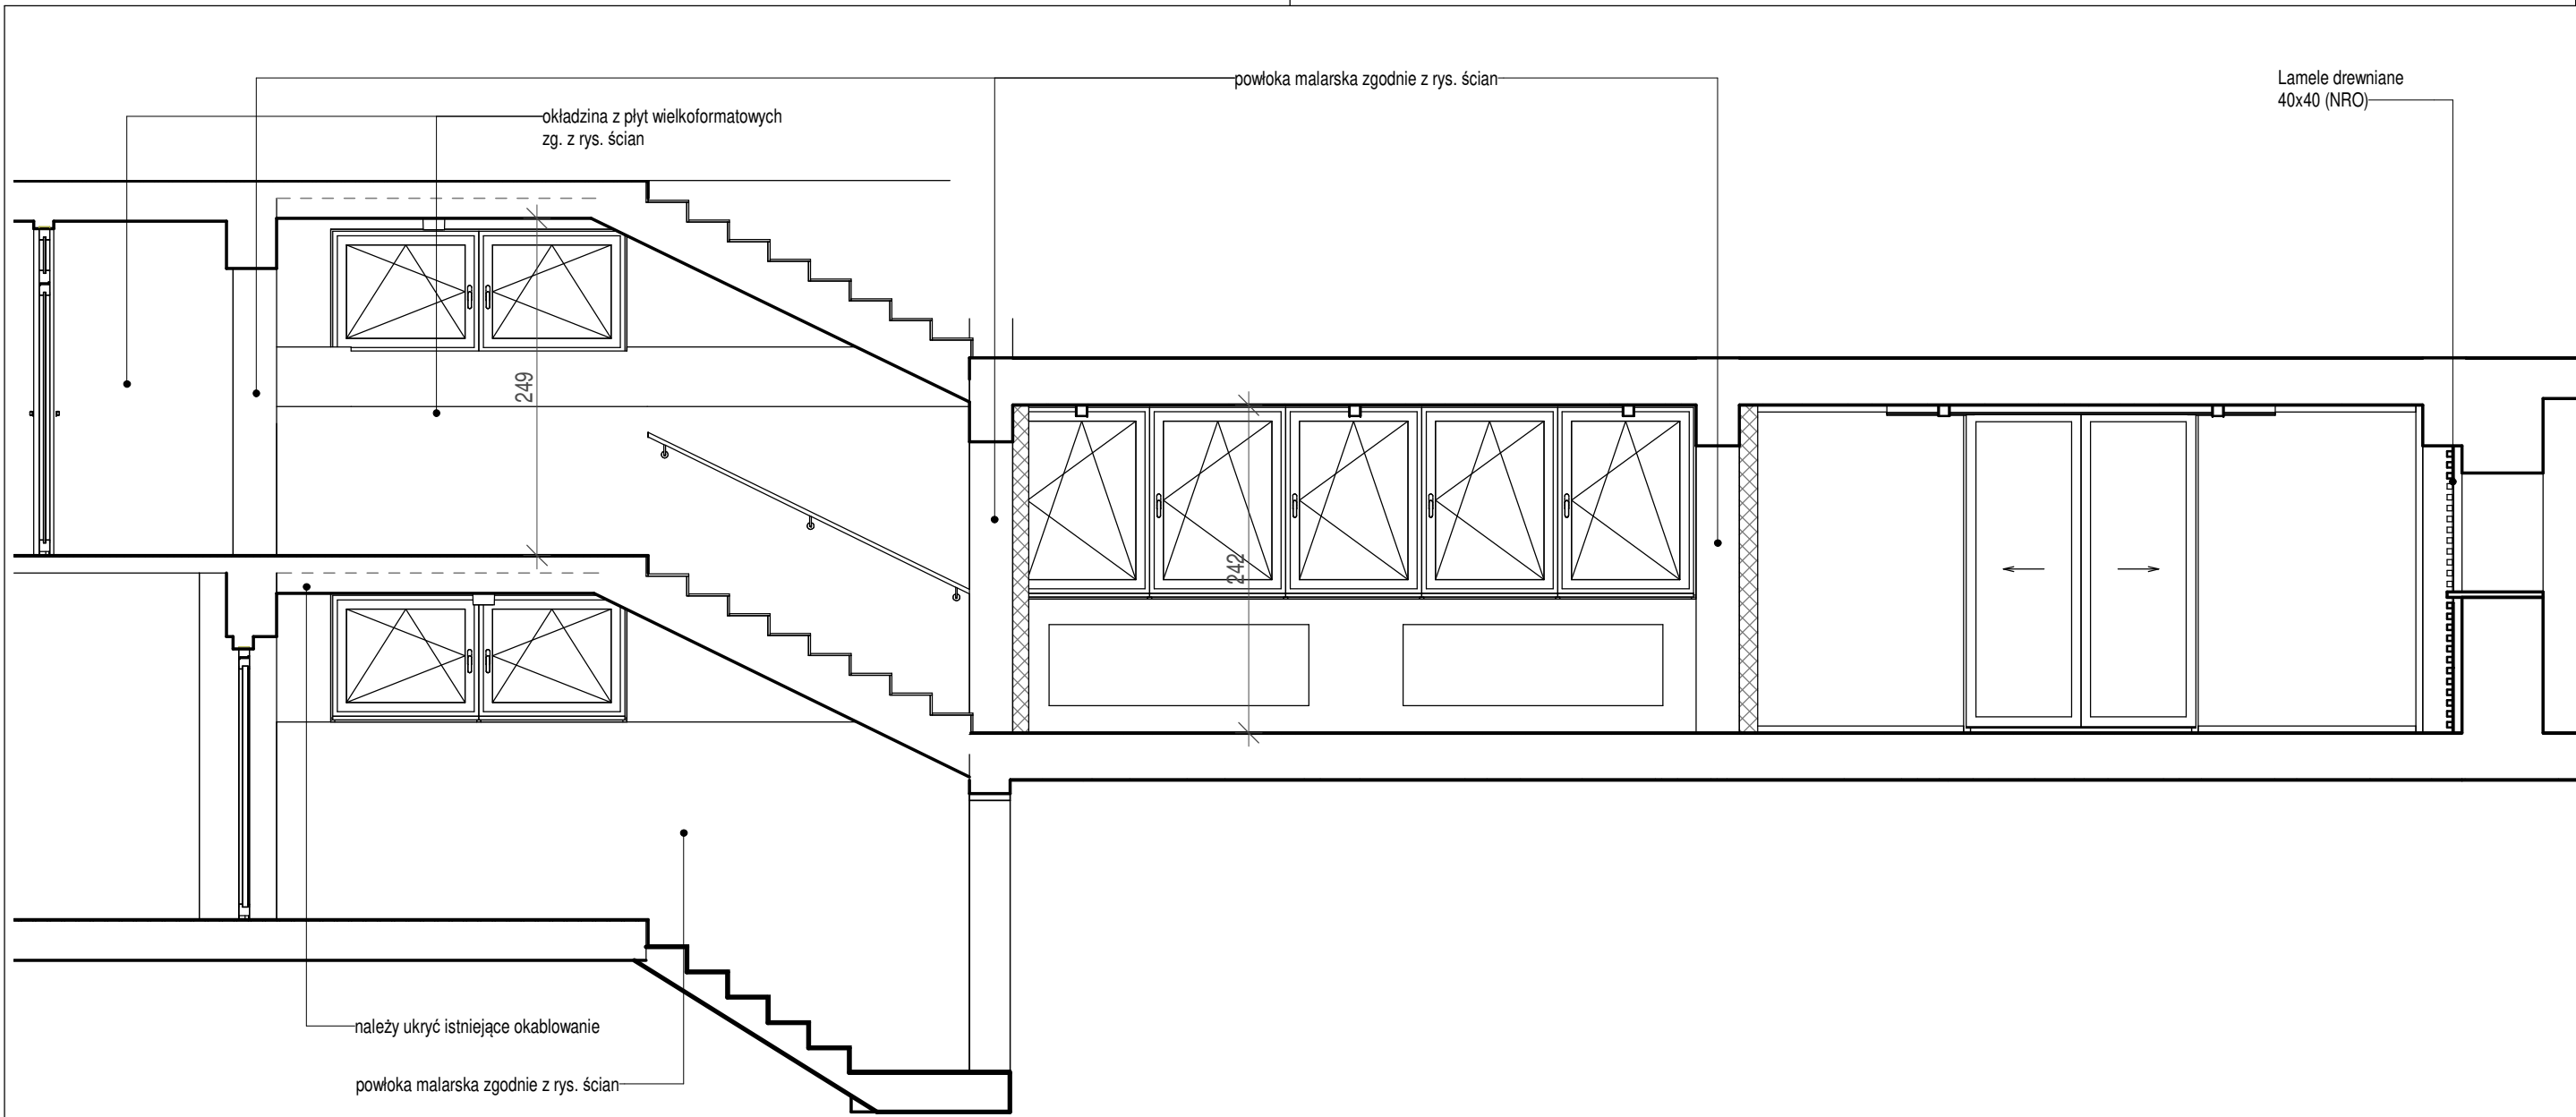 powłoka malarska zgodnie z rys. ścian
Lamele drewniane
40x40 (NRO)
okładzina z płyt wielkoformatowych
zg. z rys. ścian
249
242
należy ukryć istniejące okablowanie
powłoka malarska zgodnie z rys. ścian